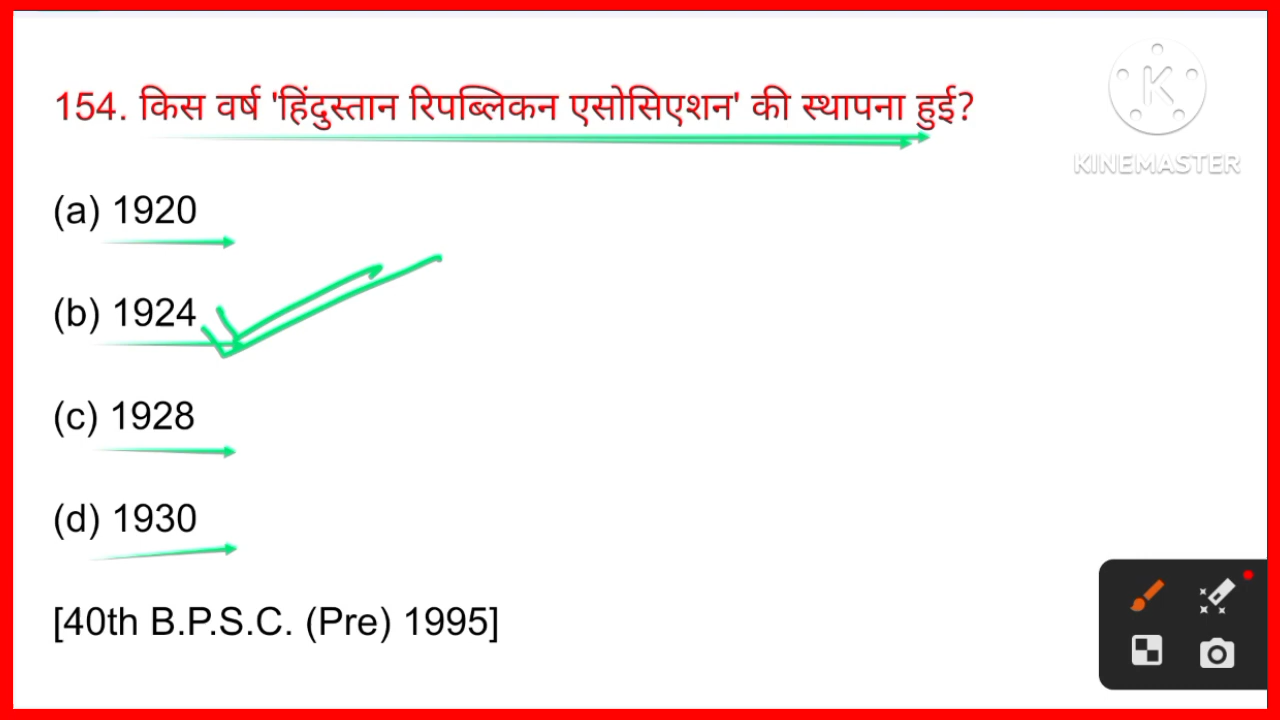 154. किस वर्ष 'हिंदुस्तान रिपब्लिकन एसोसिएशन' की स्थापना हुई?
K
KINEMASTER
(a) 1920
(b) 1924
(c) 1928
(d) 1930
[40th B.P.S.C. (Pre) 1995]